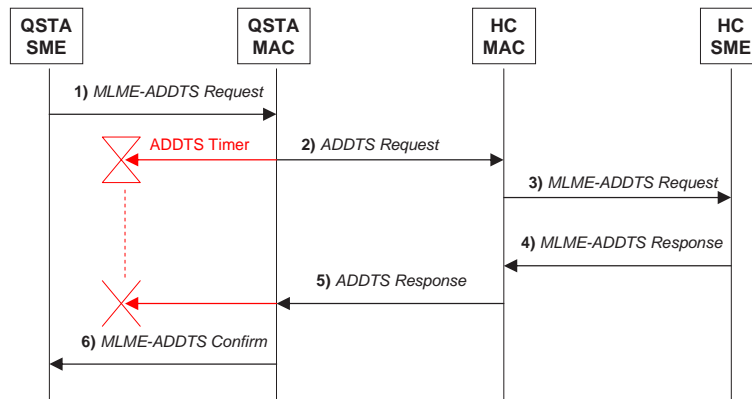 QSTA
SME
QSTA
MAC
HC
MAC
HC
SME
1) MLME-ADDTS Request
ADDTS Timer
2) ADDTS Request
3) MLME-ADDTS Request
4) MLME-ADDTS Response
5) ADDTS Response
6) MLME-ADDTS Confirm